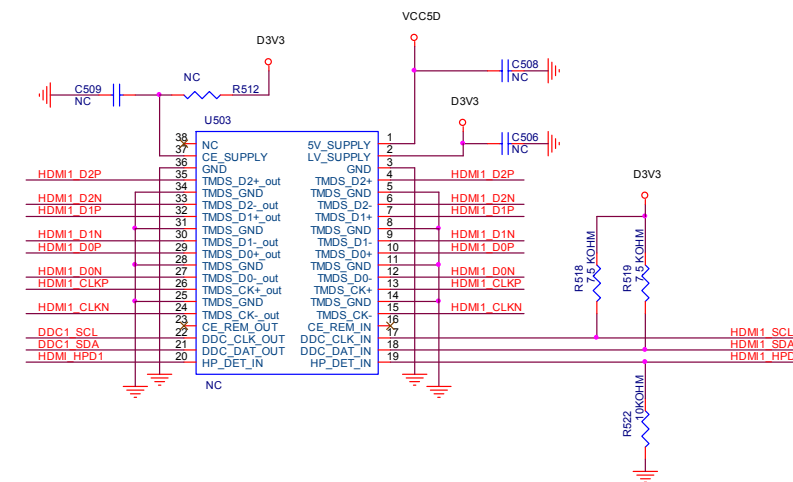 VCC5D
D3V3
NC
R512
C509
NC
C508
NC
D3V3
C506
NC
U503
38 NC 5V_SUPPLY 1
37 CE_SUPPLY LV_SUPPLY 2
36 GND GND 3
HDMI1_D2P 35 TMDS_D2+_out TMDS_D2+ 4 HDMI1_D2P
34 TMDS_GND TMDS_GND 5
HDMI1_D2N 33 TMDS_D2-_out TMDS_D2- 6 HDMI1_D2N
HDMI1_D1P 32 TMDS_D1+_out TMDS_D1+ 7 HDMI1_D1P
31 TMDS_GND TMDS_GND 8
HDMI1_D1N 30 TMDS_D1-_out TMDS_D1- 9 HDMI1_D1N
HDMI1_D0P 29 TMDS_D0+_out TMDS_D0+ 10 HDMI1_D0P
28 TMDS_GND TMDS_GND 11
HDMI1_D0N 27 TMDS_D0-_out TMDS_D0- 12 HDMI1_D0N
HDMI1_CLKP 26 TMDS_CK+_out TMDS_CK+ 13 HDMI1_CLKP
25 TMDS_GND TMDS_GND 14
HDMI1_CLKN 24 TMDS_CK-_out TMDS_CK- 15 HDMI1_CLKN
23 CE_REM_OUT CE_REM_IN 16
DDC1_SCL 22 DDC_CLK_OUT DDC_CLK_IN 17 HDMI1_SCL
DDC1_SDA 21 DDC_DAT_OUT DDC_DAT_IN 18 HDMI1_SDA
HDMI_HPD1 20 HP_DET_IN HP_DET_IN 19 HDMI1_HPD
NC
D3V3
R518
7.5 KOHM
R519
7.5 KOHM
R522
10KOHM